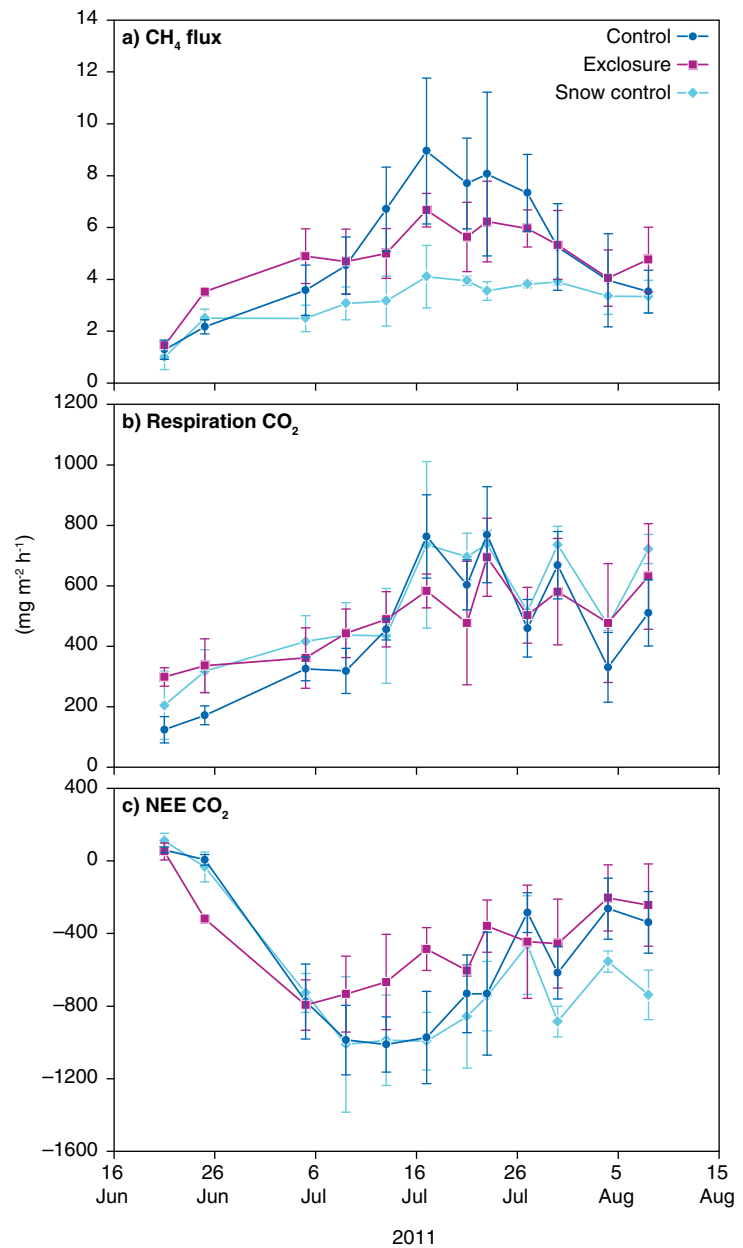 a) CH₄ flux
Control
Exclosure
Snow control
14
12
10
8
6
4
2
0
b) Respiration CO₂
1200
1000
800
600
400
200
0
(mg m⁻² h⁻¹)
c) NEE CO₂
400
0
–400
–800
–1200
–1600
16 26 6 16 26 5 15
Jun Jun Jul Jul Jul Aug Aug
2011